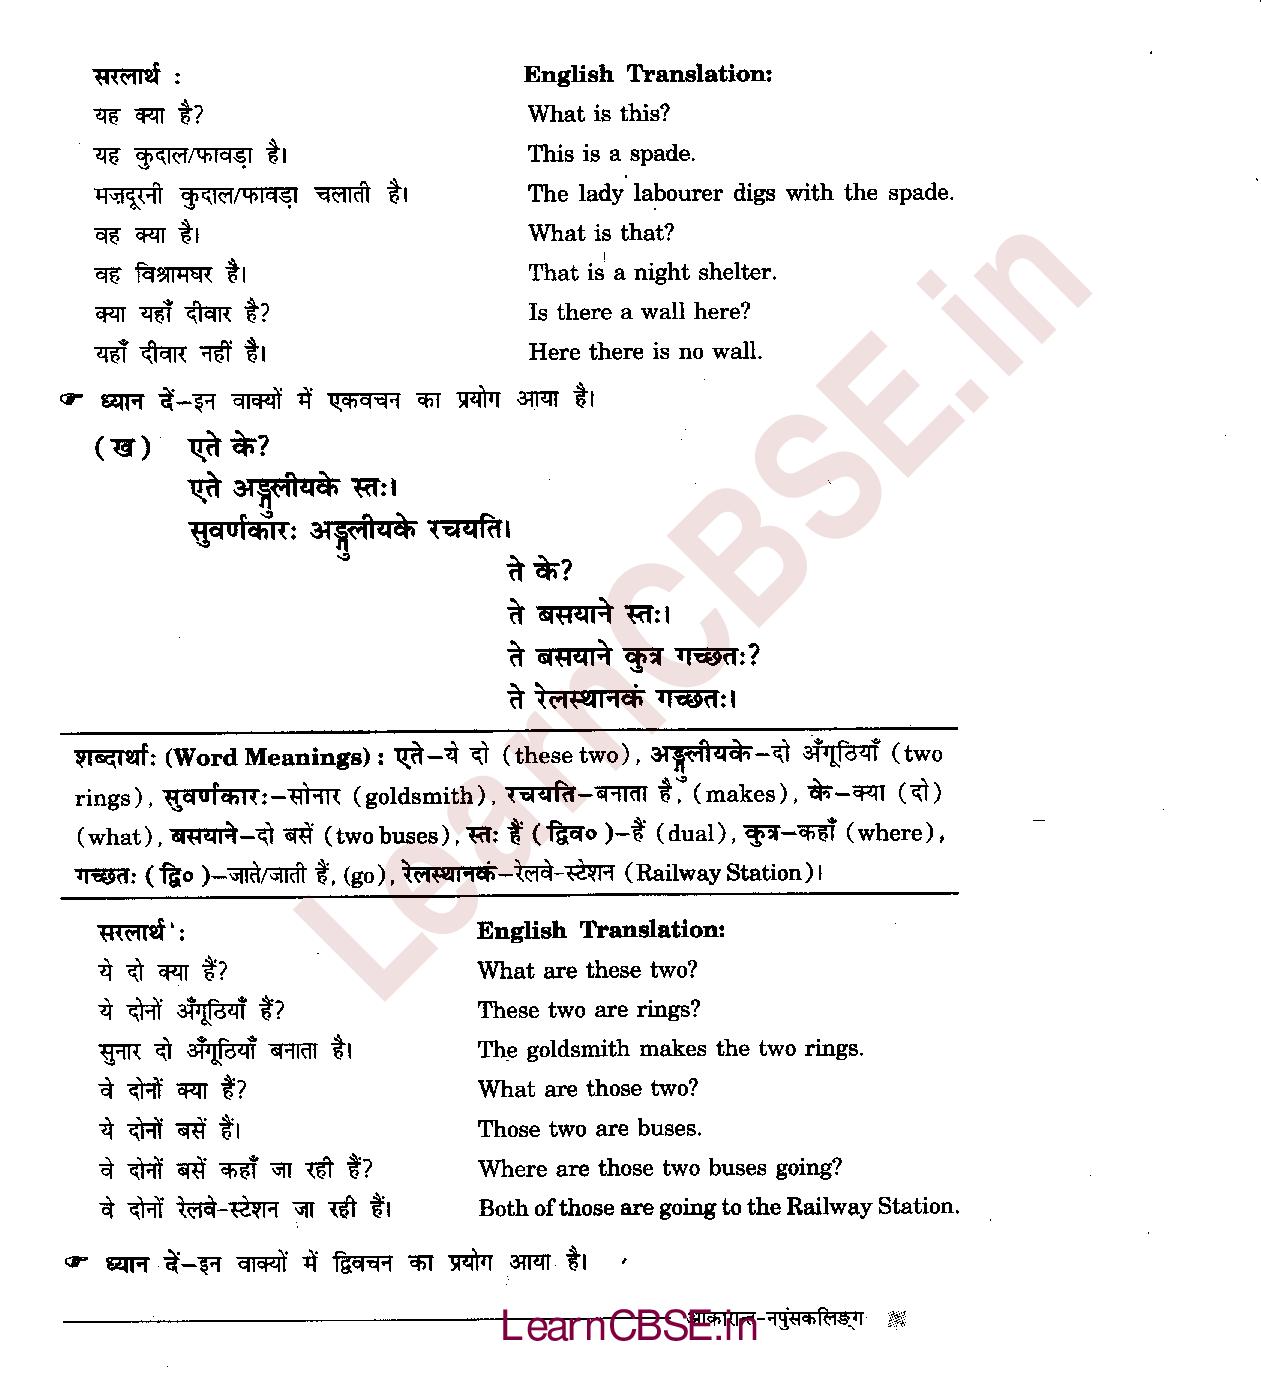 सरलार्थ :
English Translation:
यह क्या है?
What is this?
यह कुदाल/फावड़ा है।
This is a spade.
मज़दूरनी कुदाल/फावड़ा चलाती है।
The lady labourer digs with the spade.
वह क्या है।
What is that?
वह विश्रामघर है।
That is a night shelter.
क्या यहाँ दीवार है?
Is there a wall here?
यहाँ दीवार नहीं है।
Here there is no wall.
☞ ध्यान दें–इन वाक्यों में एकवचन का प्रयोग आया है।
(ख) एते के?
एते अङ्गुलीयके स्तः।
सुवर्णकारः अङ्गुलीयके रचयति।
ते के?
ते बसयाने स्तः।
ते बसयाने कुत्र गच्छतः?
ते रेलस्थानकं गच्छतः।
शब्दार्थाः (Word Meanings) : एते–ये दो (these two), अङ्गुलीयके–दो अँगूठियाँ (two
rings), सुवर्णकारः–सोनार (goldsmith), रचयति–बनाता है, (makes), के–क्या (दो)
(what), बसयाने–दो बसें (two buses), स्तः हैं (द्विव०)–हैं (dual), कुत्र–कहाँ (where),
गच्छतः (द्वि०)–जाते/जाती हैं, (go), रेलस्थानकं–रेलवे-स्टेशन (Railway Station)।
सरलार्थ :
English Translation:
ये दो क्या हैं?
What are these two?
ये दोनों अँगूठियाँ हैं?
These two are rings?
सुनार दो अँगूठियाँ बनाता है।
The goldsmith makes the two rings.
वे दोनों क्या हैं?
What are those two?
ये दोनों बसें हैं।
Those two are buses.
वे दोनों बसें कहाँ जा रही हैं?
Where are those two buses going?
वे दोनों रेलवे-स्टेशन जा रही हैं।
Both of those are going to the Railway Station.
☞ ध्यान दें–इन वाक्यों में द्विवचन का प्रयोग आया है।
आकारान्त-नपुंसकलिङ्ग
LearnCBSE.in
LearnCBSE.in